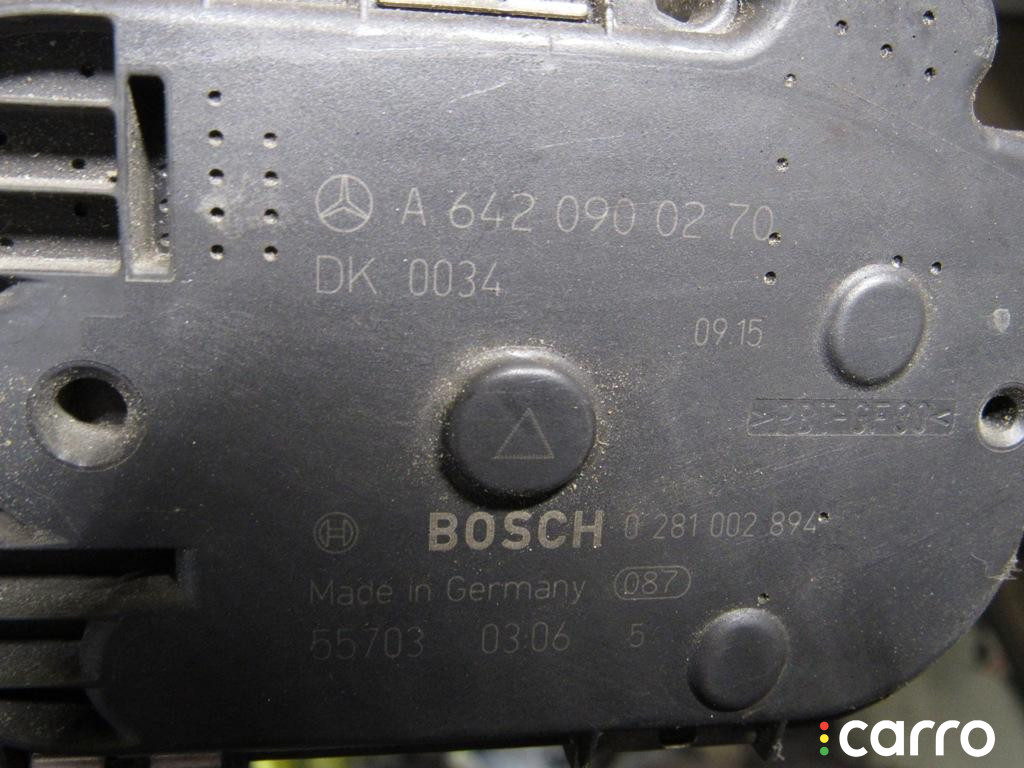 A 642 090 02 70
DK 0034
09.15
BOSCH 0 281 002 894
Made in Germany 087
55703 03:06 5
carro